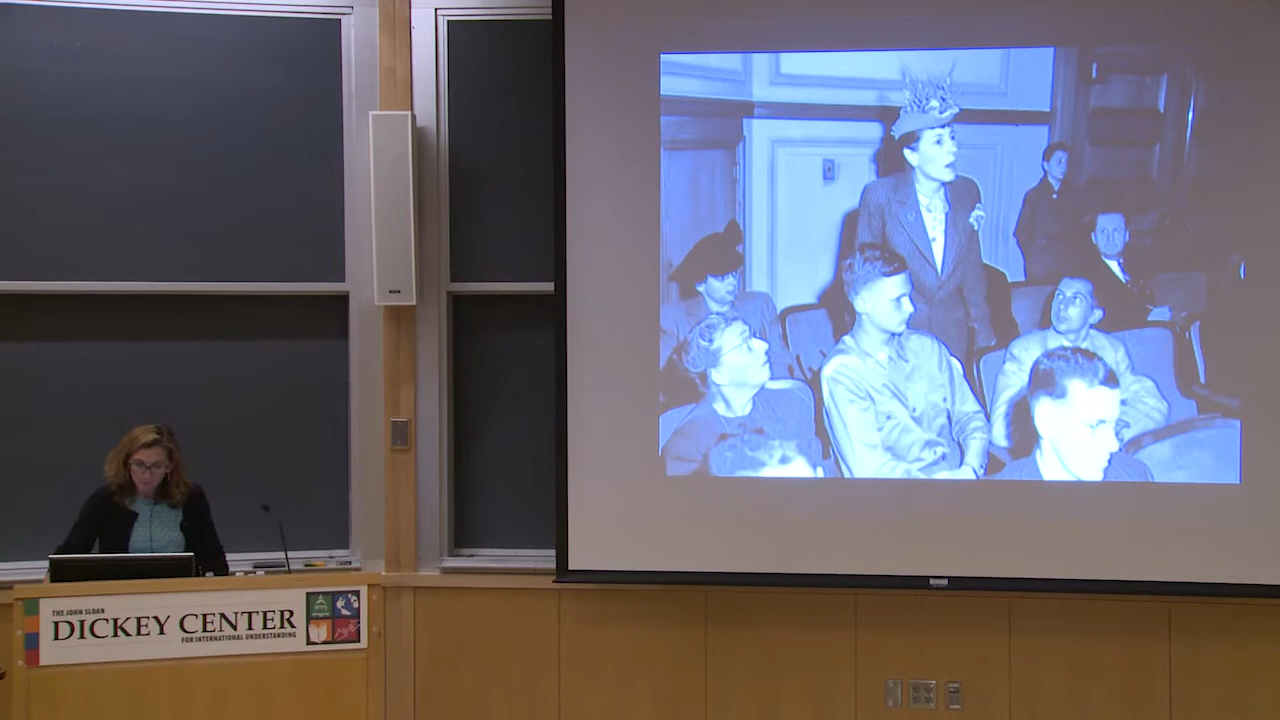 THE JOHN SLOAN
DICKEY CENTER
FOR INTERNATIONAL UNDERSTANDING